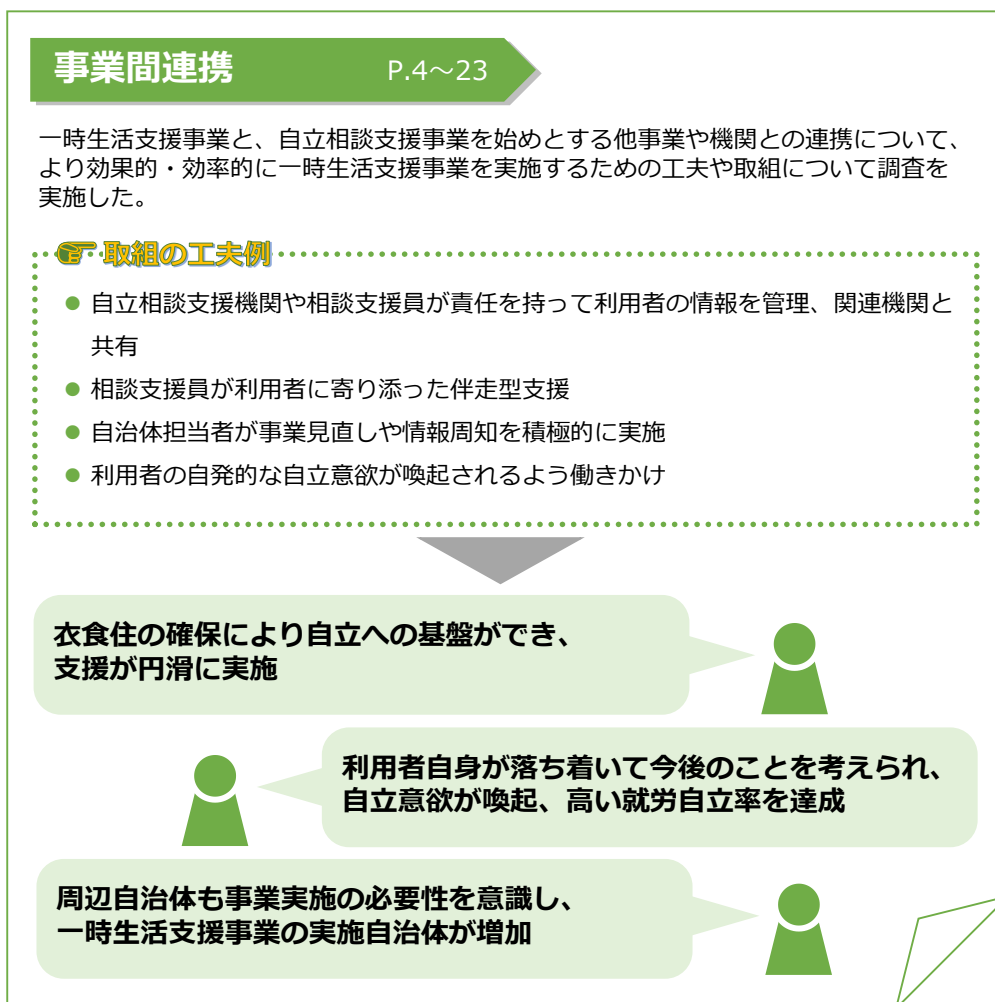 事業間連携 P.4～23
一時生活支援事業と、自立相談支援事業を始めとする他事業や機関との連携について、
より効果的・効率的に一時生活支援事業を実施するための工夫や取組について調査を
実施した。
取組の工夫例
● 自立相談支援機関や相談支援員が責任を持って利用者の情報を管理、関連機関と
共有
● 相談支援員が利用者に寄り添った伴走型支援
● 自治体担当者が事業見直しや情報周知を積極的に実施
● 利用者の自発的な自立意欲が喚起されるよう働きかけ
衣食住の確保により自立への基盤ができ、
支援が円滑に実施
利用者自身が落ち着いて今後のことを考えられ、
自立意欲が喚起、高い就労自立率を達成
周辺自治体も事業実施の必要性を意識し、
一時生活支援事業の実施自治体が増加